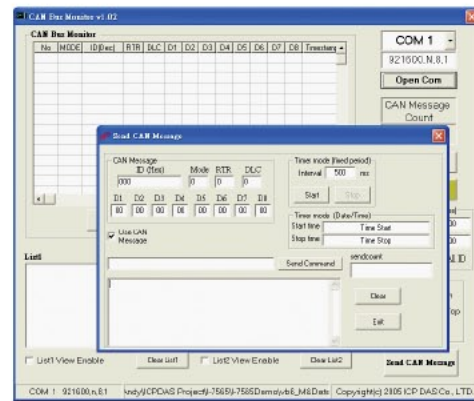 CAN Bus Monitor v1.02
CAN Bus Monitor
No MODE ID(Dec) RTR DLC D1 D2 D3 D4 D5 D6 D7 D8 Timestamp
COM 1
921600,N,8,1
Open Com
CAN Message
Count
Send CAN Message
CAN Message
ID (Hex) Mode RTR DLC
000 0 0 0
D1 D2 D3 D4 D5 D6 D7 D8
00 00 00 00 00 00 00 00
Use CAN
Message
Timer mode (fixed period)
Interval 500 ms
Start Stop
Timer mode (Date/Time)
Start time Time Start
Stop time Time Stop
Send Command
sendcount
Clear
Exit
List1
List1 View Enable Clear List1 List2 View Enable Clear List2
Send CAN Message
COM 1 921600,n,8,1 Copyright(c) 2005 ICP DAS Co., LTD